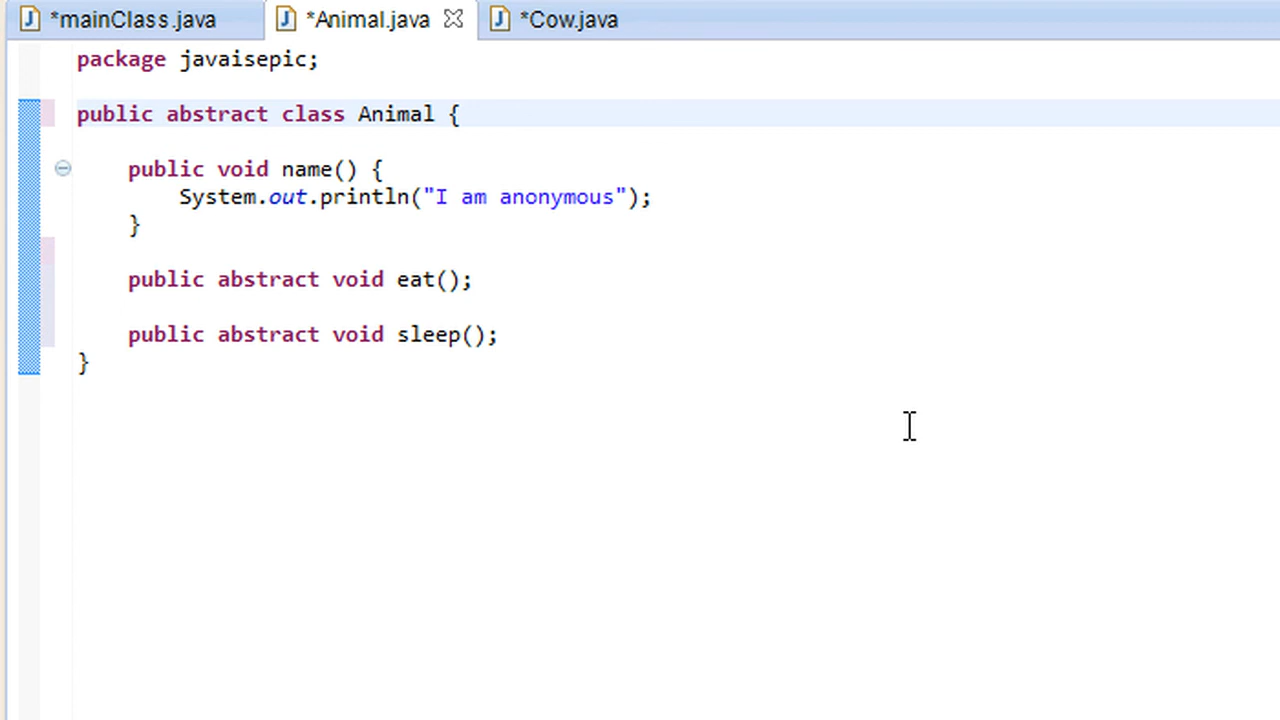 *mainClass.java *Animal.java *Cow.java
package javaisepic;
public abstract class Animal {
public void name() {
System.out.println("I am anonymous");
}
public abstract void eat();
public abstract void sleep();
}